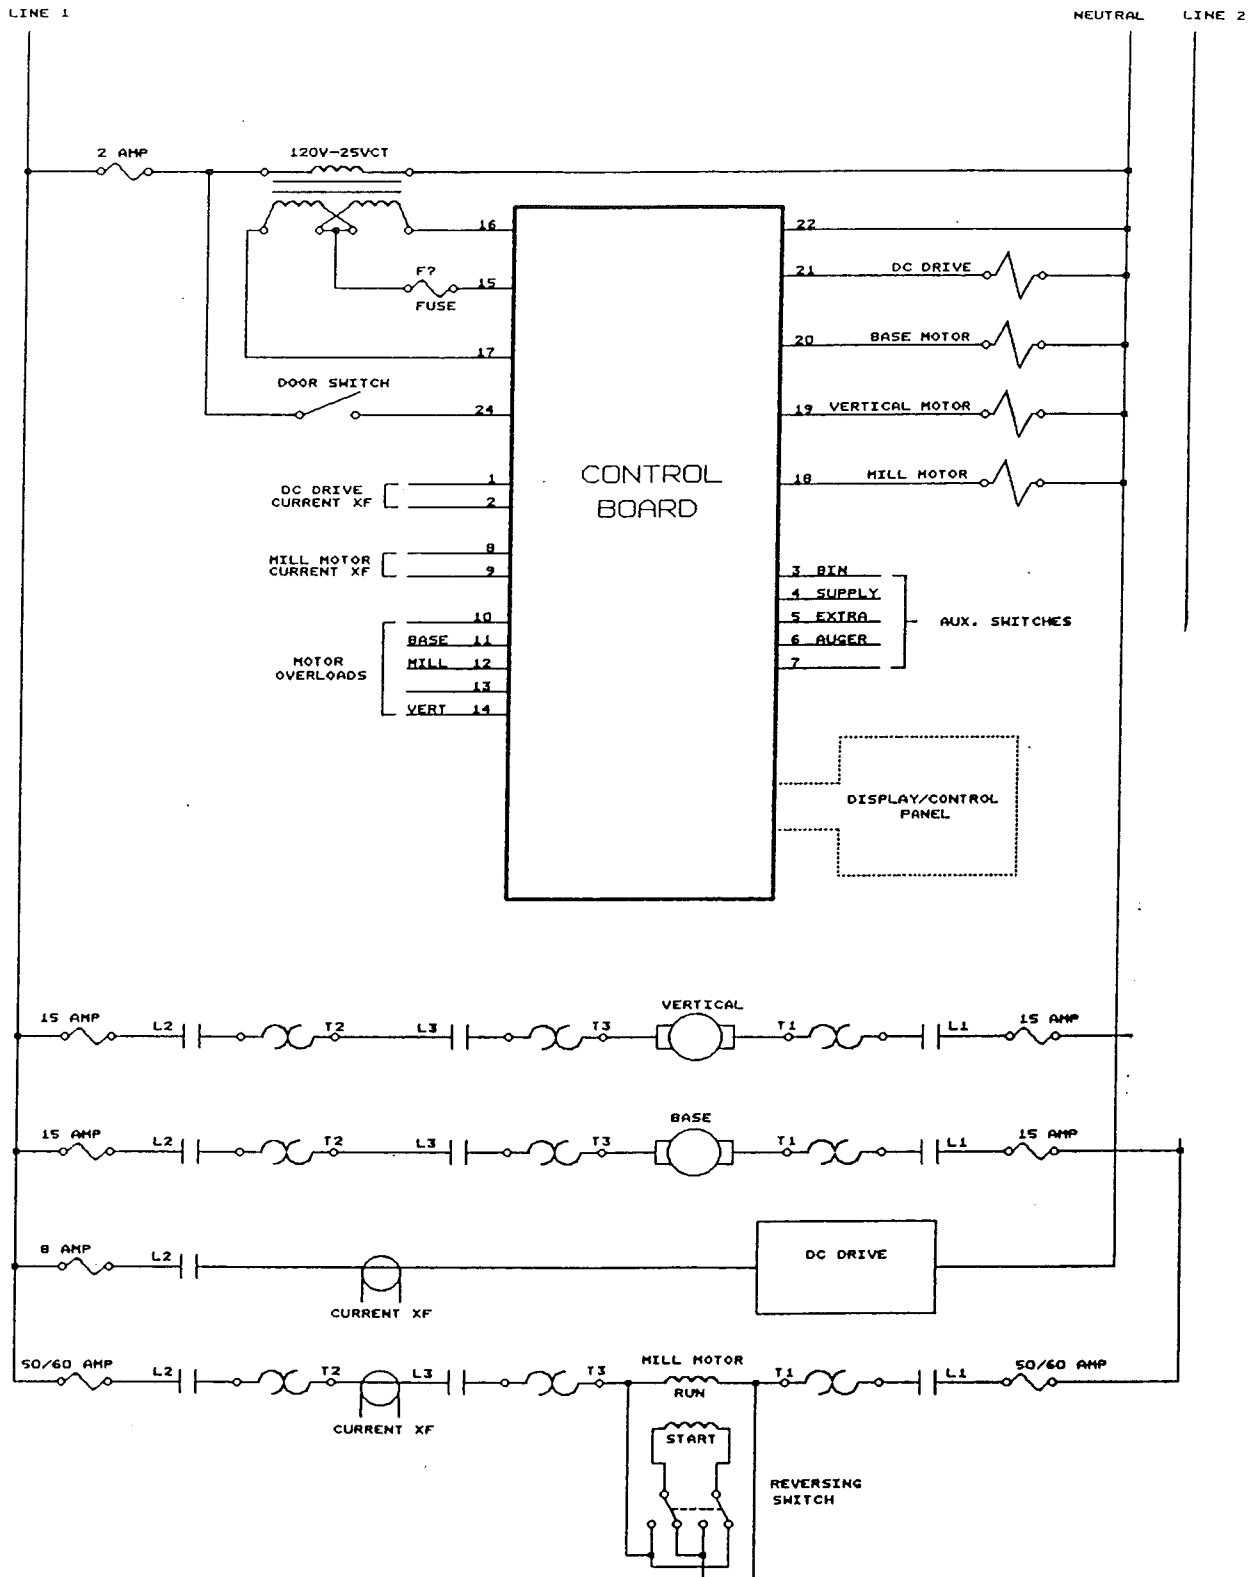 LINE 1
NEUTRAL
LINE 2
2 AMP
120V-25VCT
16
22
F?
FUSE
15
21
DC DRIVE
17
20
BASE MOTOR
DOOR SWITCH
24
19
VERTICAL MOTOR
CONTROL
BOARD
18
MILL MOTOR
DC DRIVE
CURRENT XF
1
2
MILL MOTOR
CURRENT XF
8
9
3 BIN
4 SUPPLY
5 EXTRA
6 AUGER
7
AUX. SWITCHES
MOTOR
OVERLOADS
10
BASE 11
MILL 12
13
VERT 14
DISPLAY/CONTROL
PANEL
VERTICAL
15 AMP
L2
T2
L3
T3
T1
L1
15 AMP
BASE
15 AMP
L2
T2
L3
T3
T1
L1
15 AMP
8 AMP
L2
CURRENT XF
DC DRIVE
MILL MOTOR
50/60 AMP
L2
T2
L3
T3
RUN
T1
L1
50/60 AMP
CURRENT XF
START
REVERSING
SWITCH